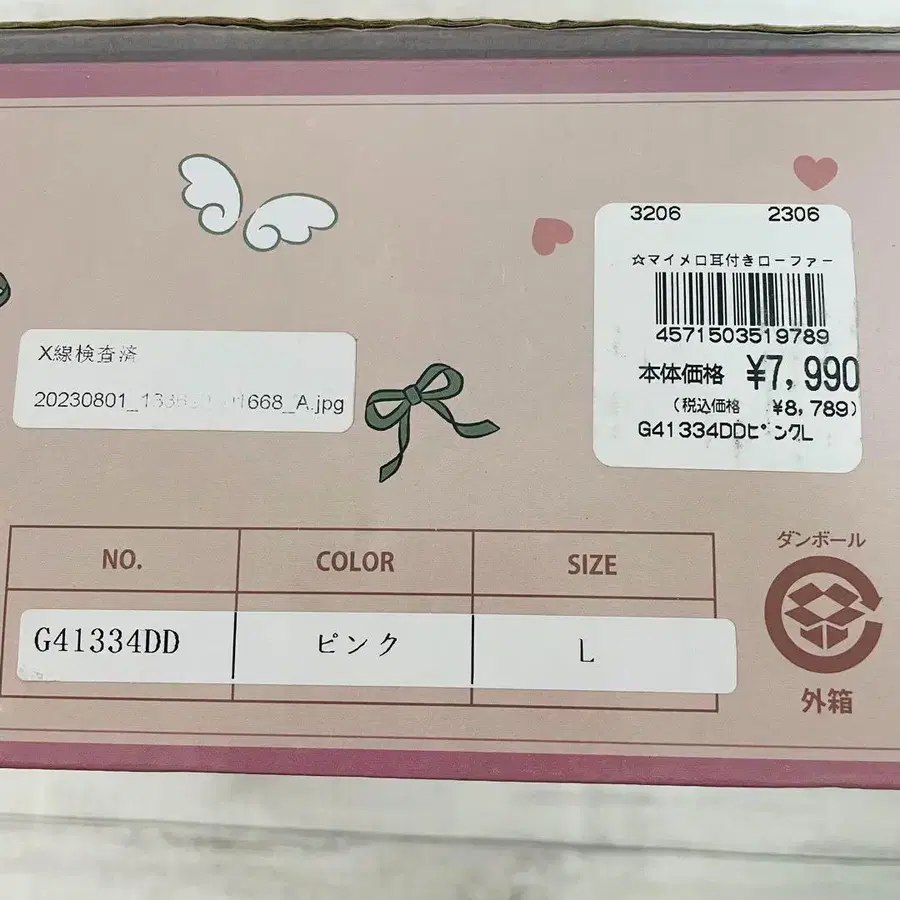 3206 2306
☆マイメロ耳付きローファー
4571503519789
本体価格 ¥7,990
(税込価格 ¥8,789)
G41334DDピンクL
X線検査済
NO. COLOR SIZE
G41334DD ピンク L
ダンボール
外箱